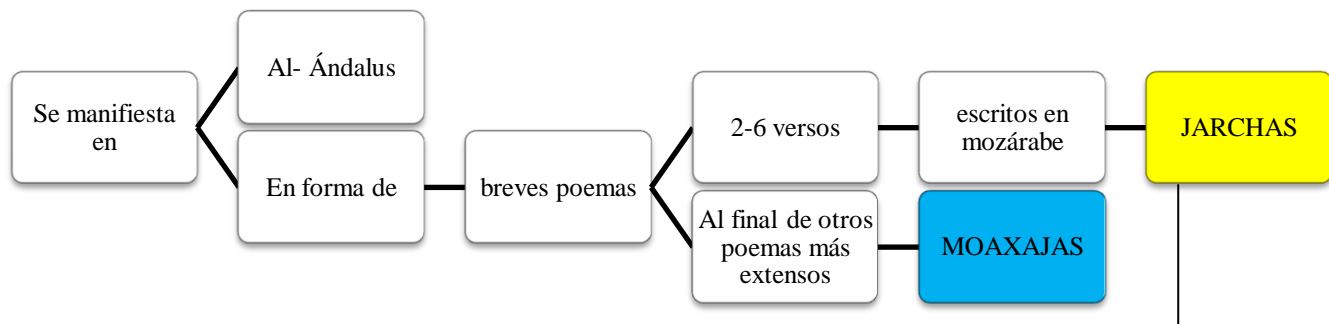 Se manifiesta
en
Al- Ándalus
En forma de
breves poemas
2-6 versos
escritos en
mozárabe
JARCHAS
Al final de otros
poemas más
extensos
MOAXAJAS